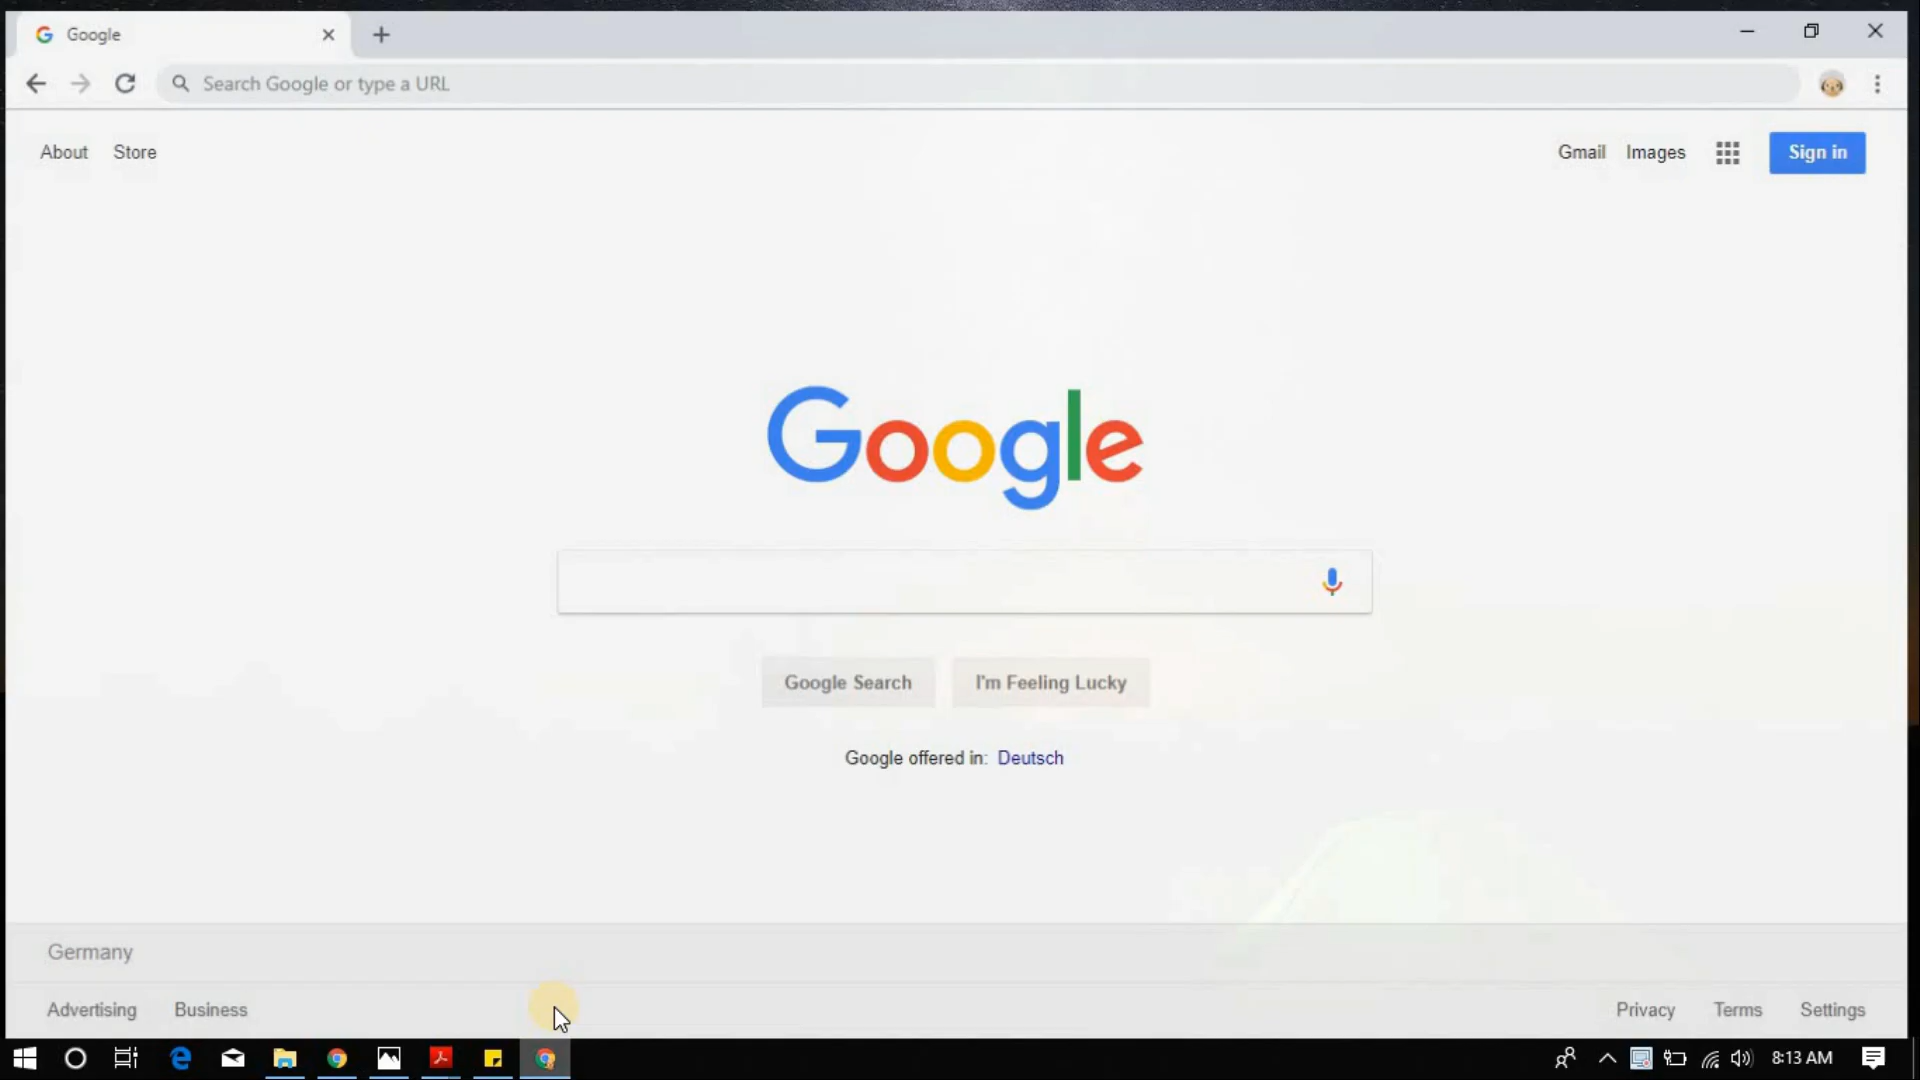 Google
Search Google or type a URL
About Store
Gmail Images Sign in
Google
Google Search I'm Feeling Lucky
Google offered in: Deutsch
Germany
Advertising Business
Privacy Terms Settings
8:13 AM